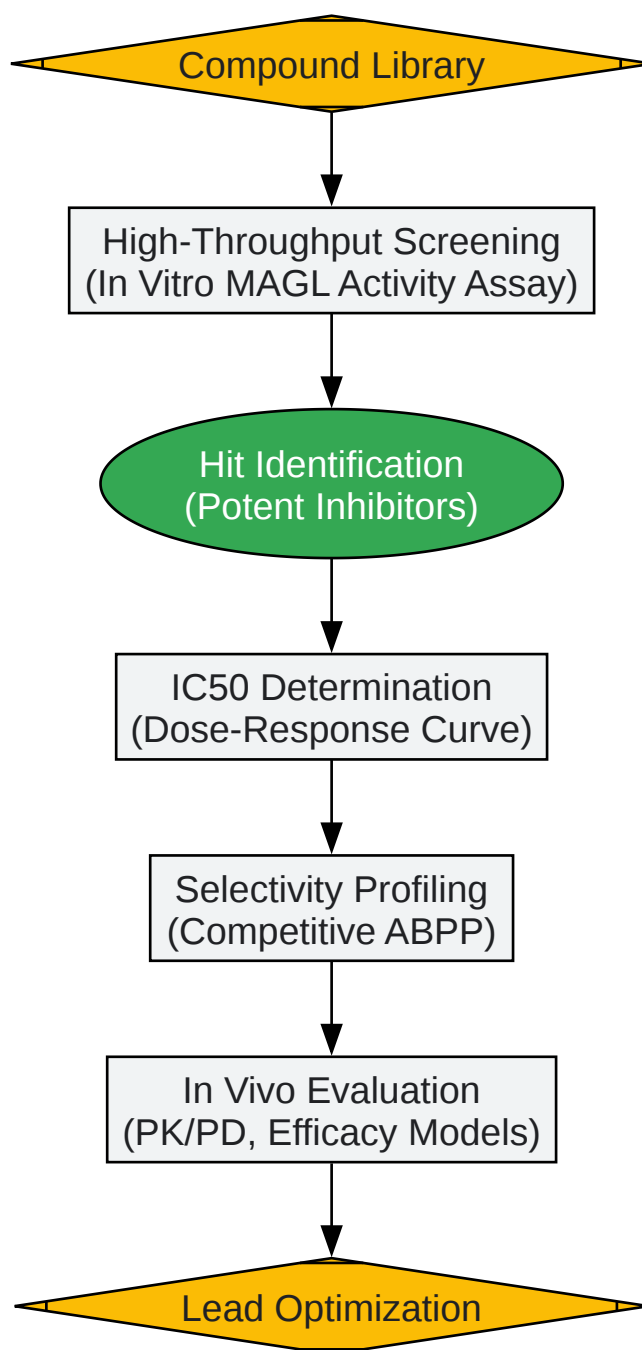 Compound Library
High-Throughput Screening
(In Vitro MAGL Activity Assay)
Hit Identification
(Potent Inhibitors)
IC50 Determination
(Dose-Response Curve)
Selectivity Profiling
(Competitive ABPP)
In Vivo Evaluation
(PK/PD, Efficacy Models)
Lead Optimization